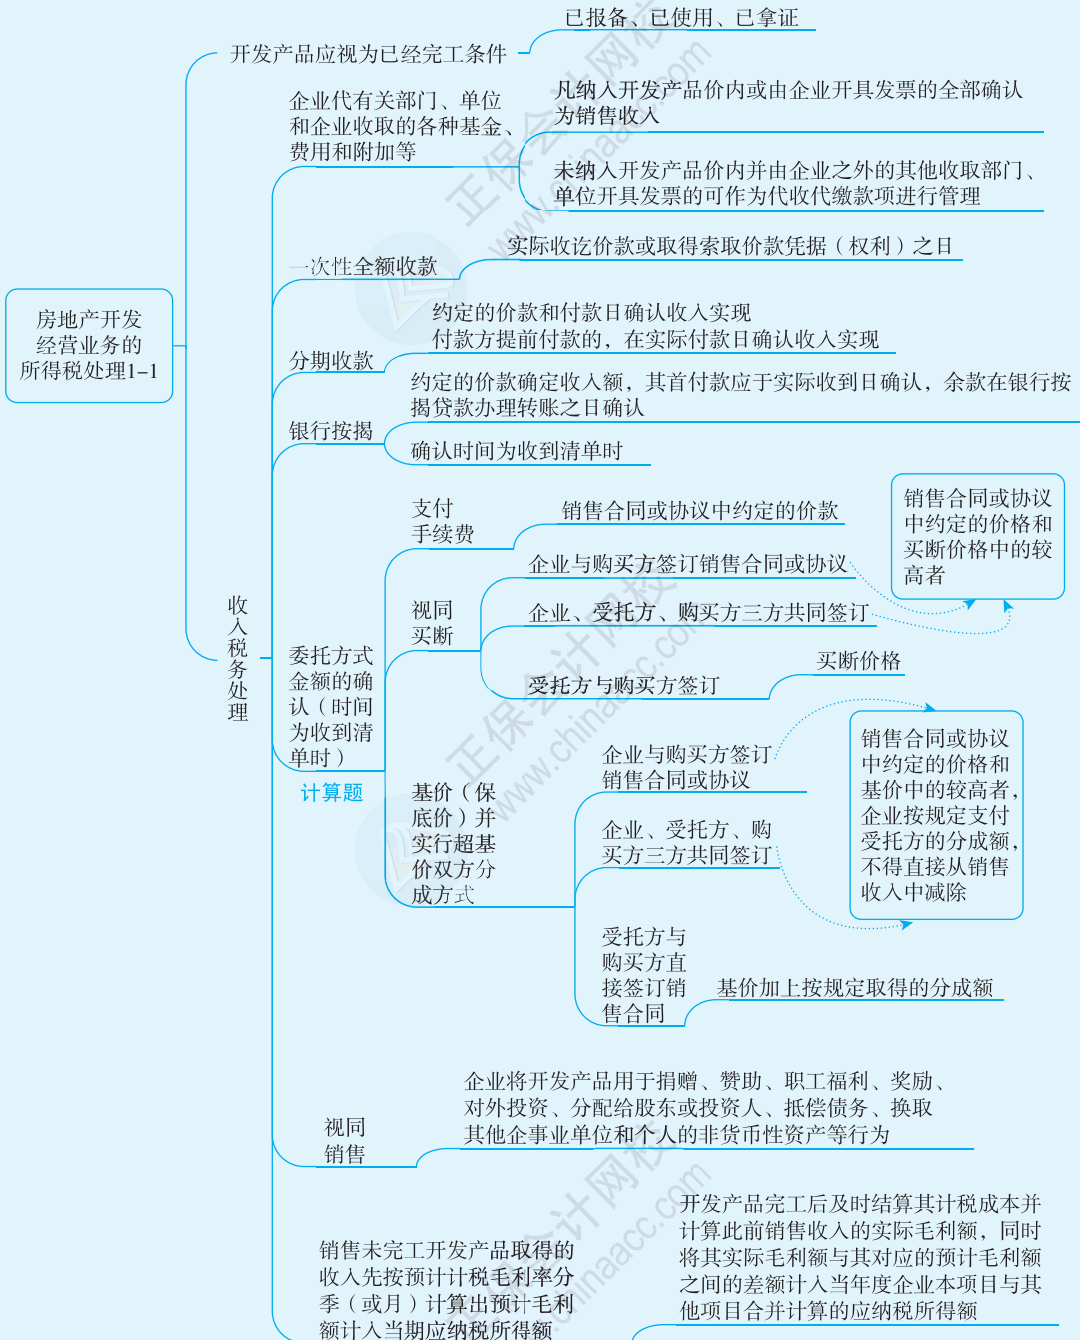 房地产开发
经营业务的
所得税处理1-1
开发产品应视为已经完工条件
已报备、已使用、已拿证
收入税务处理
企业代有关部门、单位
和企业收取的各种基金、
费用和附加等
凡纳入开发产品价内或由企业开具发票的全部确认
为销售收入
未纳入开发产品价内并由企业之外的其他收取部门、
单位开具发票的可作为代收代缴款项进行管理
一次性全额收款
实际收讫价款或取得索取价款凭据（权利）之日
分期收款
约定的价款和付款日确认收入实现
付款方提前付款的，在实际付款日确认收入实现
银行按揭
约定的价款确定收入额，其首付款应于实际收到日确认，余款在银行按
揭贷款办理转账之日确认
确认时间为收到清单时
委托方式
金额的确
认（时间
为收到清
单时）
计算题
支付
手续费
销售合同或协议中约定的价款
视同
买断
企业与购买方签订销售合同或协议
企业、受托方、购买方三方共同签订
销售合同或协议
中约定的价格和
买断价格中的较
高者
受托方与购买方签订
买断价格
基价（保
底价）并
实行超基
价双方分
成方式
企业与购买方签订
销售合同或协议
企业、受托方、购
买方三方共同签订
销售合同或协议
中约定的价格和
基价中的较高者，
企业按规定支付
受托方的分成额，
不得直接从销售
收入中减除
受托方与
购买方直
接签订销
售合同
基价加上按规定取得的分成额
视同
销售
企业将开发产品用于捐赠、赞助、职工福利、奖励、
对外投资、分配给股东或投资人、抵偿债务、换取
其他企事业单位和个人的非货币性资产等行为
销售未完工开发产品取得的
收入先按预计计税毛利率分
季（或月）计算出预计毛利
额计入当期应纳税所得额
开发产品完工后及时结算其计税成本并
计算此前销售收入的实际毛利额，同时
将其实际毛利额与其对应的预计毛利额
之间的差额计入当年度企业本项目与其
他项目合并计算的应纳税所得额
正保会计网校
www.chinaacc.com
正保会计网校
www.chinaacc.com
正保会计网校
www.chinaacc.com